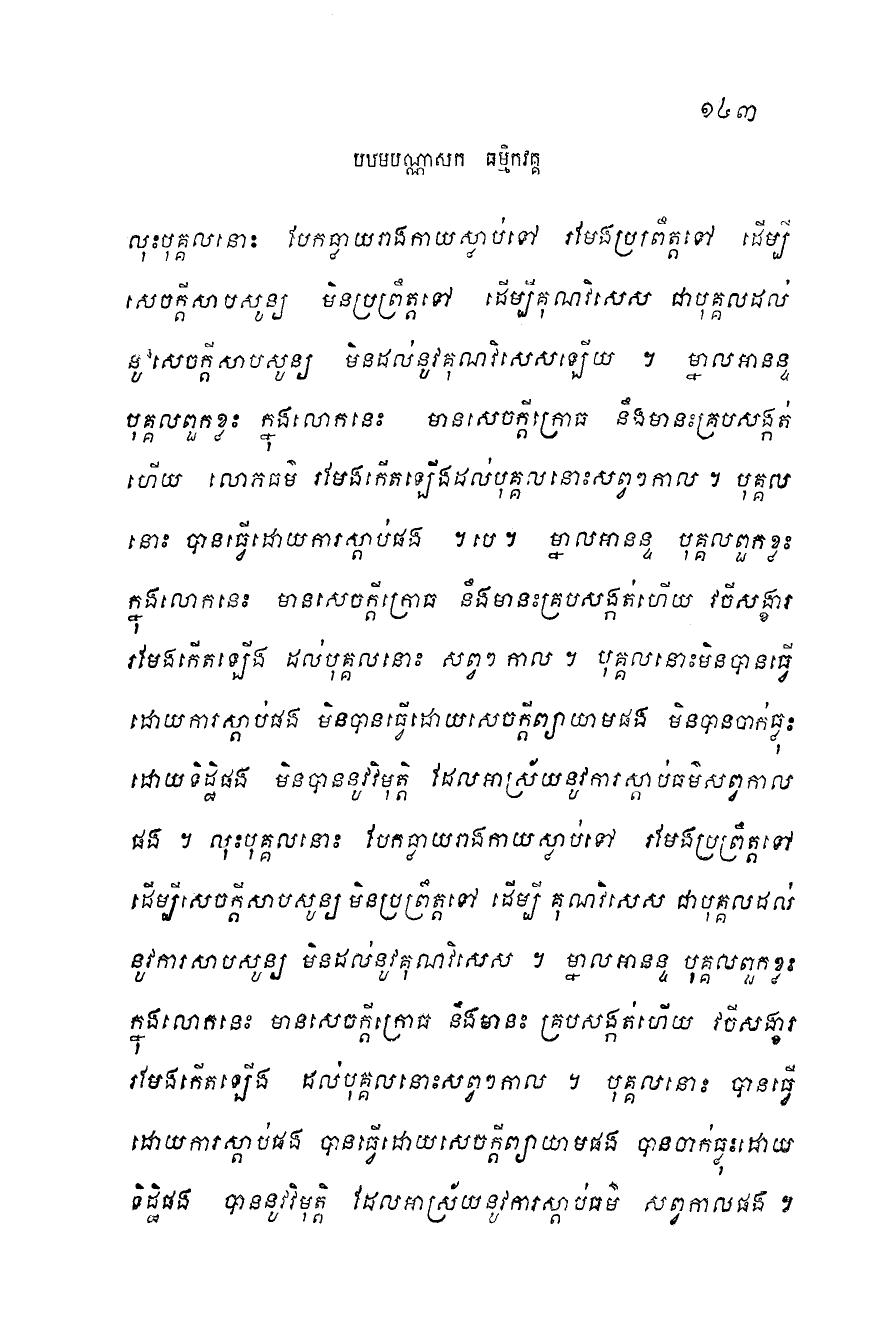 ១៤៣
បឋមបណ្ណាសក ធម្មិកវគ្គ
លុះបុគ្គលនោះ បែកធ្លាយរាងកាយស្លាប់ទៅ រមែងប្រព្រឹត្តទៅ ដើម្បី
សេចក្តីសាបសូន្យ មិនប្រព្រឹត្តទៅ ដើម្បីគុណវិសេស ជាបុគ្គលដល់
នូវសេចក្តីសាបសូន្យ មិនដល់នូវគុណវិសេសឡើយ ។ ម្នាលអានន្ទ
បុគ្គលពួកខ្លះ ក្នុងលោកនេះ មានសេចក្តីក្រោធ នឹងមានះគ្របសង្កត់
ហើយ លោភធម៌ រមែងកើតឡើងដល់បុគ្គលនោះសព្វៗកាល ។ បុគ្គល
នោះ បានធ្វើដោយការស្តាប់ផង ។បេ។ ម្នាលអានន្ទ បុគ្គលពួកខ្លះ
ក្នុងលោកនេះ មានសេចក្តីក្រោធ នឹងមានះគ្របសង្កត់ហើយ វចីសង្ខារ
រមែងកើតឡើង ដល់បុគ្គលនោះ សព្វៗកាល ។ បុគ្គលនោះមិនបានធ្វើ
ដោយការស្តាប់ផង មិនបានធ្វើដោយសេចក្តីព្យាយាមផង មិនបានចាក់ធ្លុះ
ដោយទិដ្ឋិផង មិនបាននូវវិមុត្តិ ដែលអាស្រ័យនូវការស្តាប់ធម៌សព្វកាល
ផង ។ លុះបុគ្គលនោះ បែកធ្លាយរាងកាយស្លាប់ទៅ រមែងប្រព្រឹត្តទៅ
ដើម្បីសេចក្តីសាបសូន្យ មិនប្រព្រឹត្តទៅ ដើម្បី គុណវិសេស ជាបុគ្គលដល់
នូវការសាបសូន្យ មិនដល់នូវគុណវិសេស ។ ម្នាលអានន្ទ បុគ្គលពួកខ្លះ
ក្នុងលោកនេះ មានសេចក្តីក្រោធ នឹងមានះ គ្របសង្កត់ហើយ វចីសង្ខារ
រមែងកើតឡើង ដល់បុគ្គលនោះសព្វៗកាល ។ បុគ្គលនោះ បានធ្វើ
ដោយការស្តាប់ផង បានធ្វើដោយសេចក្តីព្យាយាមផង បានចាក់ធ្លុះដោយ
ទិដ្ឋិផង បាននូវវិមុត្តិ ដែលអាស្រ័យនូវការស្តាប់ធម៌ សព្វកាលផង ។